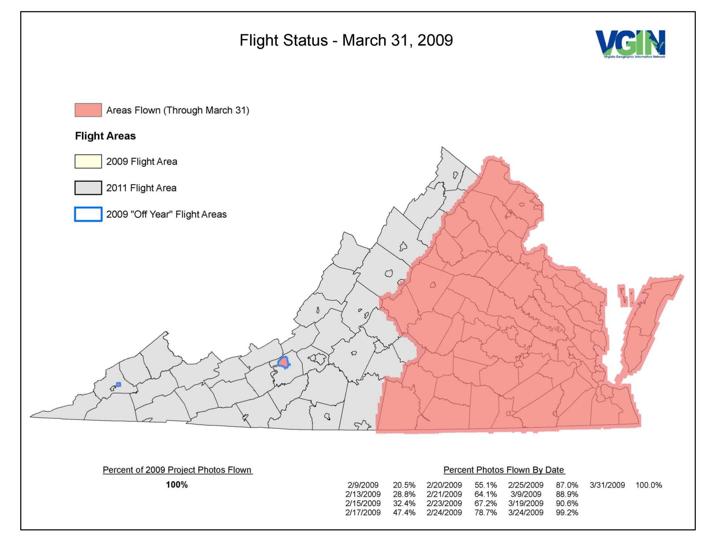 Flight Status - March 31, 2009
VGIN
Virginia Geographic Information Network
Areas Flown (Through March 31)
Flight Areas
2009 Flight Area
2011 Flight Area
2009 "Off Year" Flight Areas
Percent of 2009 Project Photos Flown
100%
Percent Photos Flown By Date
2/9/2009 20.5% 2/20/2009 55.1% 2/25/2009 87.0% 3/31/2009 100.0%
2/13/2009 28.8% 2/21/2009 64.1% 3/9/2009 88.9%
2/15/2009 32.4% 2/23/2009 67.2% 3/19/2009 90.6%
2/17/2009 47.4% 2/24/2009 78.7% 3/24/2009 99.2%